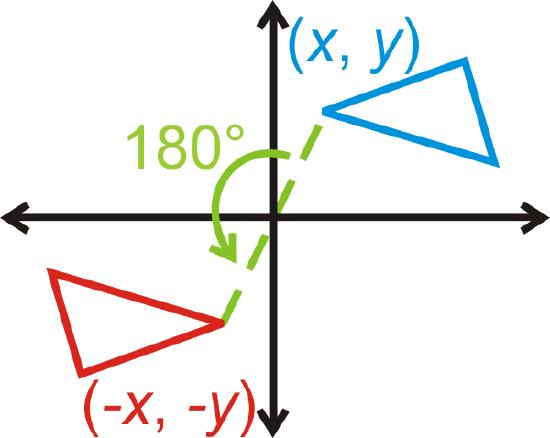 (x, y)
180°
(-x, -y)